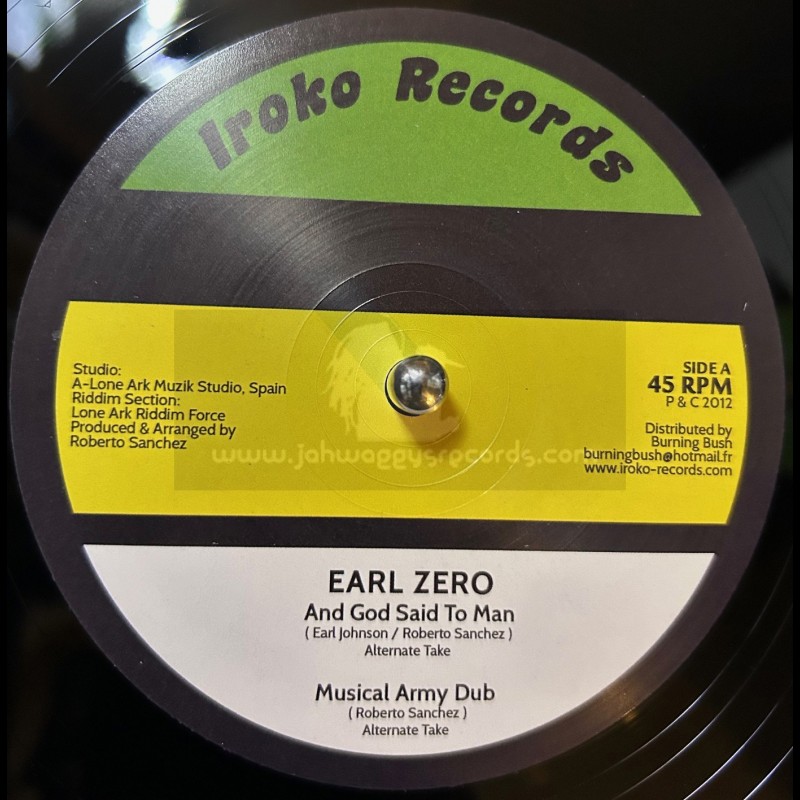 Iroko Records
Studio:
A-Lone Ark Muzik Studio, Spain
Riddim Section:
Lone Ark Riddim Force
Produced & Arranged by
Roberto Sanchez
SIDE A
45 RPM
P & C 2012
Distributed by
Burning Bush
burningbush@hotmail.fr
www.iroko-records.com
www.jahwaggysrecords.com
EARL ZERO
And God Said To Man
( Earl Johnson / Roberto Sanchez )
Alternate Take
Musical Army Dub
( Roberto Sanchez )
Alternate Take